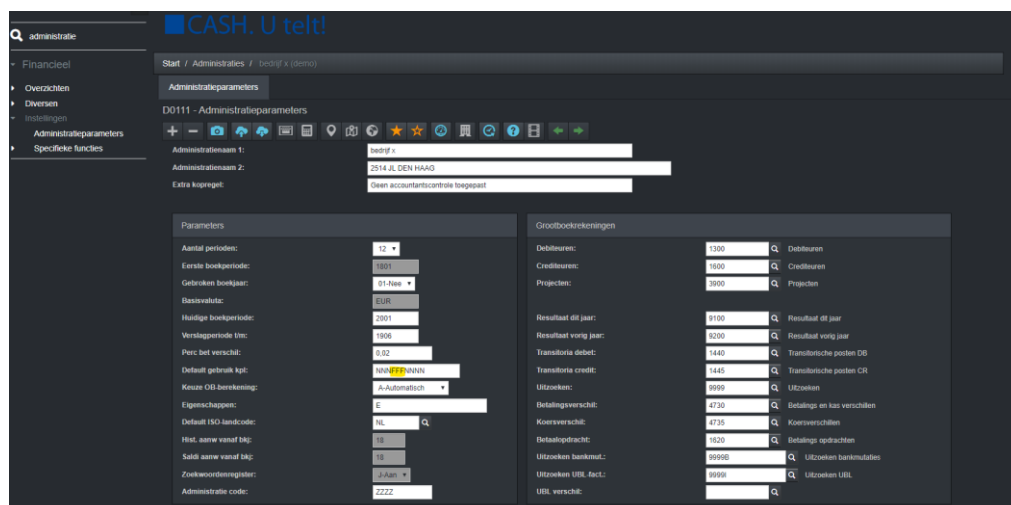 CASH. U telt!
administratie
Financieel
Start / Administraties / bedrijf x (demo)
Overzichten
Administratieparameters
Diversen
D0111 - Administratieparameters
Instellingen
Administratieparameters
Specifieke functies
Administratienaam 1: bedrijf x
Administratienaam 2: 2514 JL DEN HAAG
Extra kopregel: Geen accountantscontrole toegepast
Parameters
Aantal perioden: 12
Eerste boekperiode: 1801
Gebroken boekjaar: 01-Nee
Basisvaluta: EUR
Huidige boekperiode: 2001
Verslagperiode t/m: 1906
Perc bet verschil: 0,02
Default gebruik kpl: NNNFFFNNNN
Keuze OB-berekening: A-Automatisch
Eigenschappen: E
Default ISO-landcode: NL
Hist. aanw vanaf bkj: 18
Saldi aanw vanaf bkj: 18
Zoekwoordenregister: J-Aan
Administratie code: ZZZZ
Grootboekrekeningen
Debiteuren: 1300 Debiteuren
Crediteuren: 1600 Crediteuren
Projecten: 3900 Projecten
Resultaat dit jaar: 9100 Resultaat dit jaar
Resultaat vorig jaar: 9200 Resultaat vorig jaar
Transitoria debet: 1440 Transitorische posten DB
Transitoria credit: 1445 Transitorische posten CR
Uitzoeken: 9999 Uitzoeken
Betalingsverschil: 4730 Betalings en kas verschillen
Koersverschil: 4735 Koersverschillen
Betaalopdracht: 1620 Betalings opdrachten
Uitzoeken bankmut.: 9999B Uitzoeken bankmutaties
Uitzoeken UBL-fact.: 9999I Uitzoeken UBL
UBL verschil: